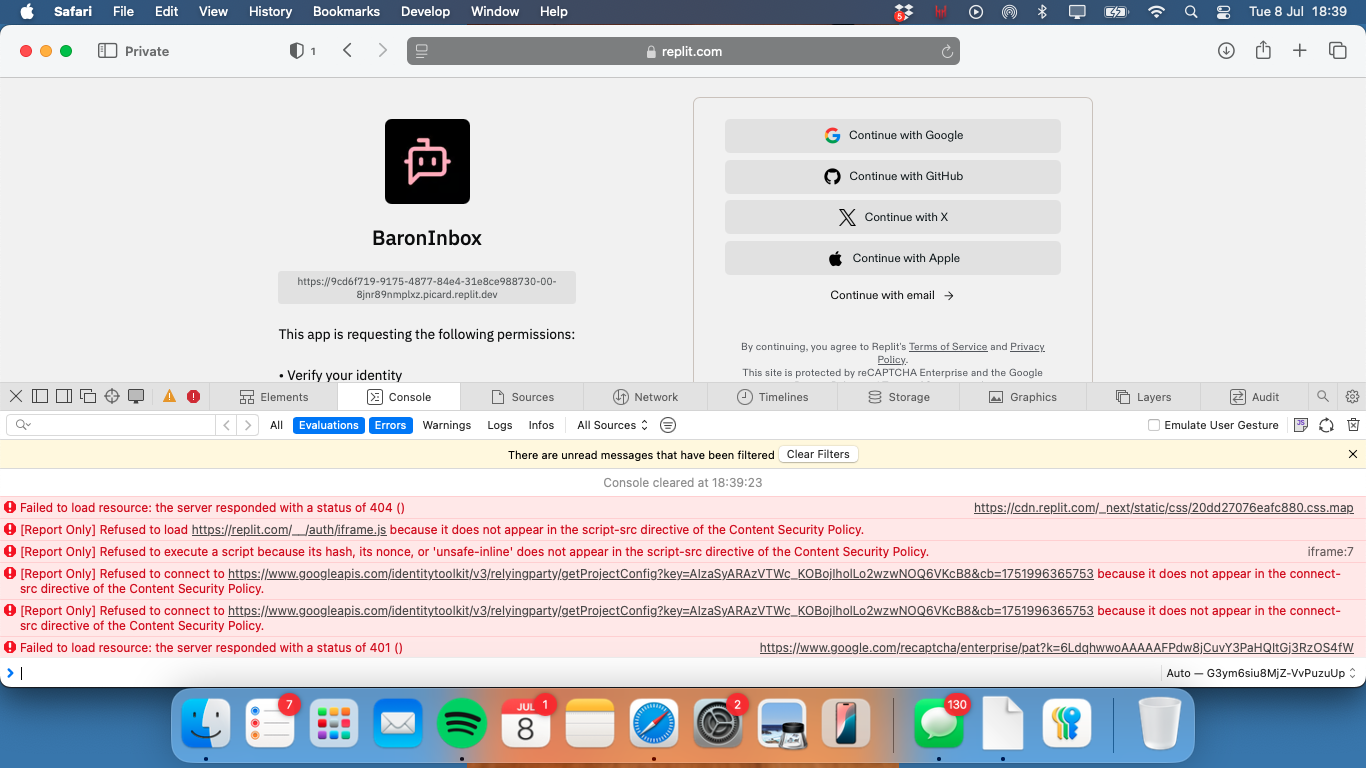 Safari File Edit View History Bookmarks Develop Window Help 5 Tue 8 Jul 18:39
Private 1 replit.com
BaronInbox
https://9cd6f719-9175-4877-84e4-31e8ce988730-00-
8jnr89nmplxz.picard.replit.dev
This app is requesting the following permissions:
• Verify your identity
Continue with Google
Continue with GitHub
Continue with X
Continue with Apple
Continue with email →
By continuing, you agree to Replit's Terms of Service and Privacy
Policy.
This site is protected by reCAPTCHA Enterprise and the Google
Elements Console Sources Network Timelines Storage Graphics Layers Audit
All Evaluations Errors Warnings Logs Infos All Sources Emulate User Gesture
There are unread messages that have been filtered Clear Filters
Console cleared at 18:39:23
Failed to load resource: the server responded with a status of 404 () https://cdn.replit.com/_next/static/css/20dd27076eafc880.css.map
[Report Only] Refused to load https://replit.com/__/auth/iframe.js because it does not appear in the script-src directive of the Content Security Policy.
[Report Only] Refused to execute a script because its hash, its nonce, or 'unsafe-inline' does not appear in the script-src directive of the Content Security Policy. iframe:7
[Report Only] Refused to connect to https://www.googleapis.com/identitytoolkit/v3/relyingparty/getProjectConfig?key=AIzaSyARAzVTWc_KOBojIholLo2wzwNOQ6VKcB8&cb=1751996365753 because it does not appear in the connect-
src directive of the Content Security Policy.
[Report Only] Refused to connect to https://www.googleapis.com/identitytoolkit/v3/relyingparty/getProjectConfig?key=AIzaSyARAzVTWc_KOBojIholLo2wzwNOQ6VKcB8&cb=1751996365753 because it does not appear in the connect-
src directive of the Content Security Policy.
Failed to load resource: the server responded with a status of 401 () https://www.google.com/recaptcha/enterprise/pat?k=6LdqhwwoAAAAAFPdw8jCuvY3PaHQItGj3RzOS4fW
Auto — G3ym6siu8MjZ-VvPuzuUp
7 JUL 8 1 2 130